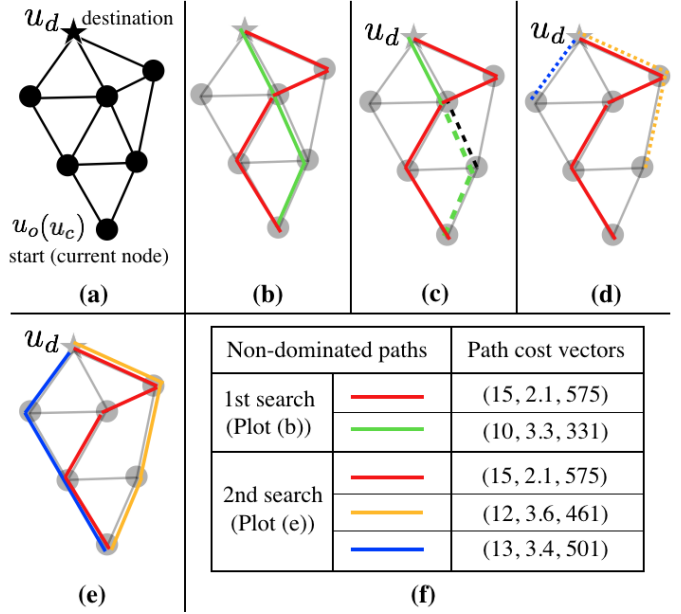 u_d destination
u_o(u_c)
start (current node)
(a)
(b)
u_d
(c)
u_d
(d)
u_d
(e)
Non-dominated paths Path cost vectors
1st search
(Plot (b))
(15, 2.1, 575)
(10, 3.3, 331)
2nd search
(Plot (e))
(15, 2.1, 575)
(12, 3.6, 461)
(13, 3.4, 501)
(f)